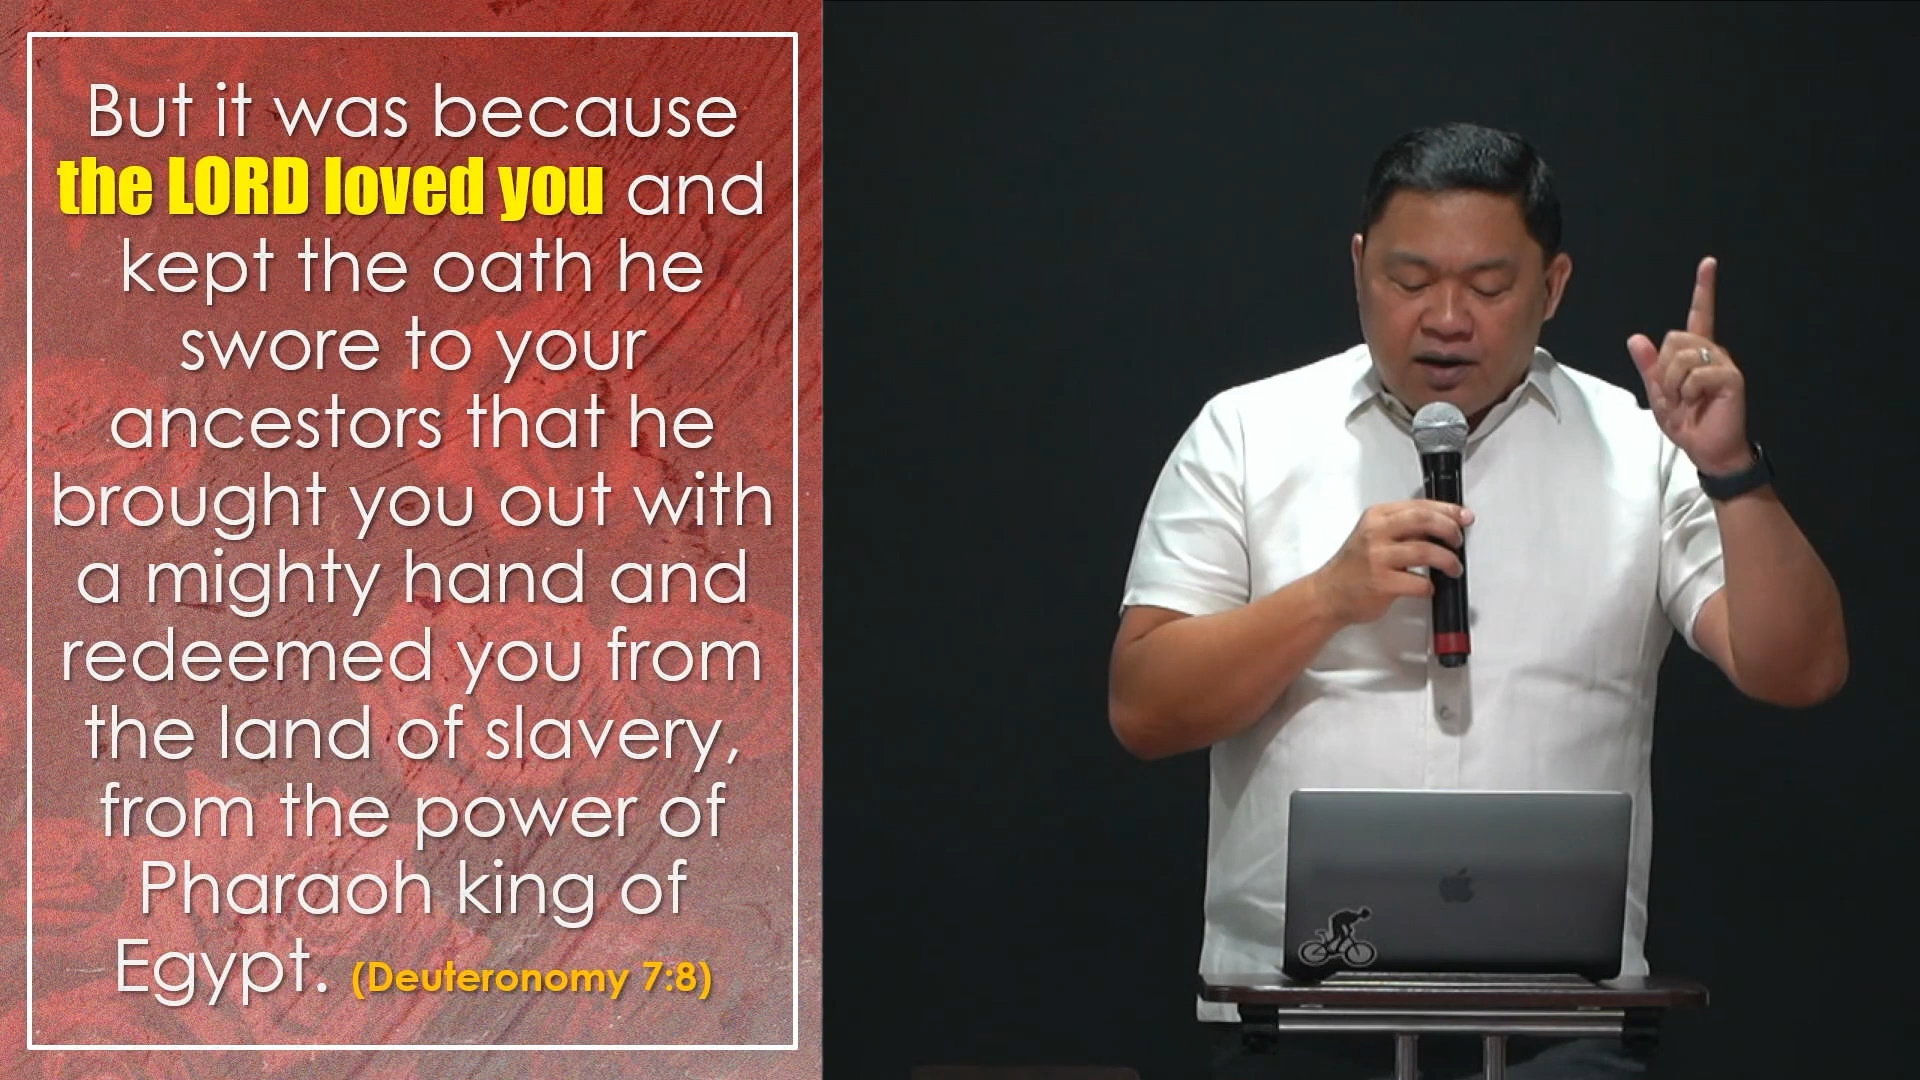 But it was because
the LORD loved you and
kept the oath he
swore to your
ancestors that he
brought you out with
a mighty hand and
redeemed you from
the land of slavery,
from the power of
Pharaoh king of
Egypt. (Deuteronomy 7:8)